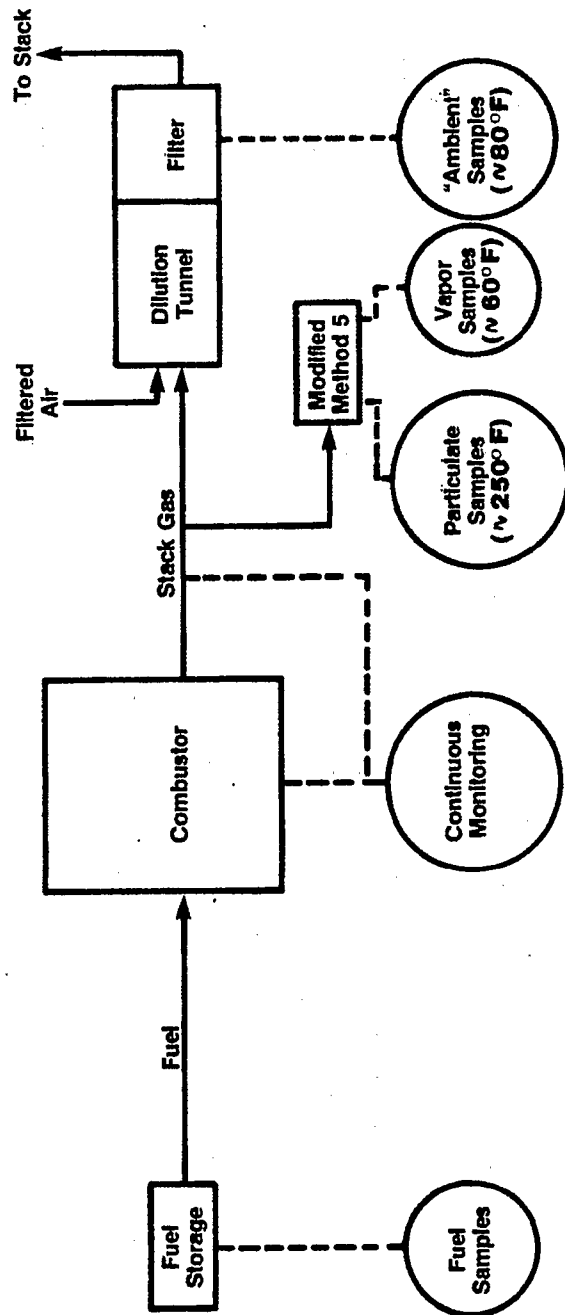 Fuel
Storage
Fuel
Combustor
Stack Gas
Filtered
Air
Dilution
Tunnel
Filter
To Stack
Modified
Method 5
Fuel Samples
Continuous
Monitoring
Particulate
Samples
(~250°F)
Vapor
Samples
(~60°F)
"Ambient"
Samples
(~80°F)